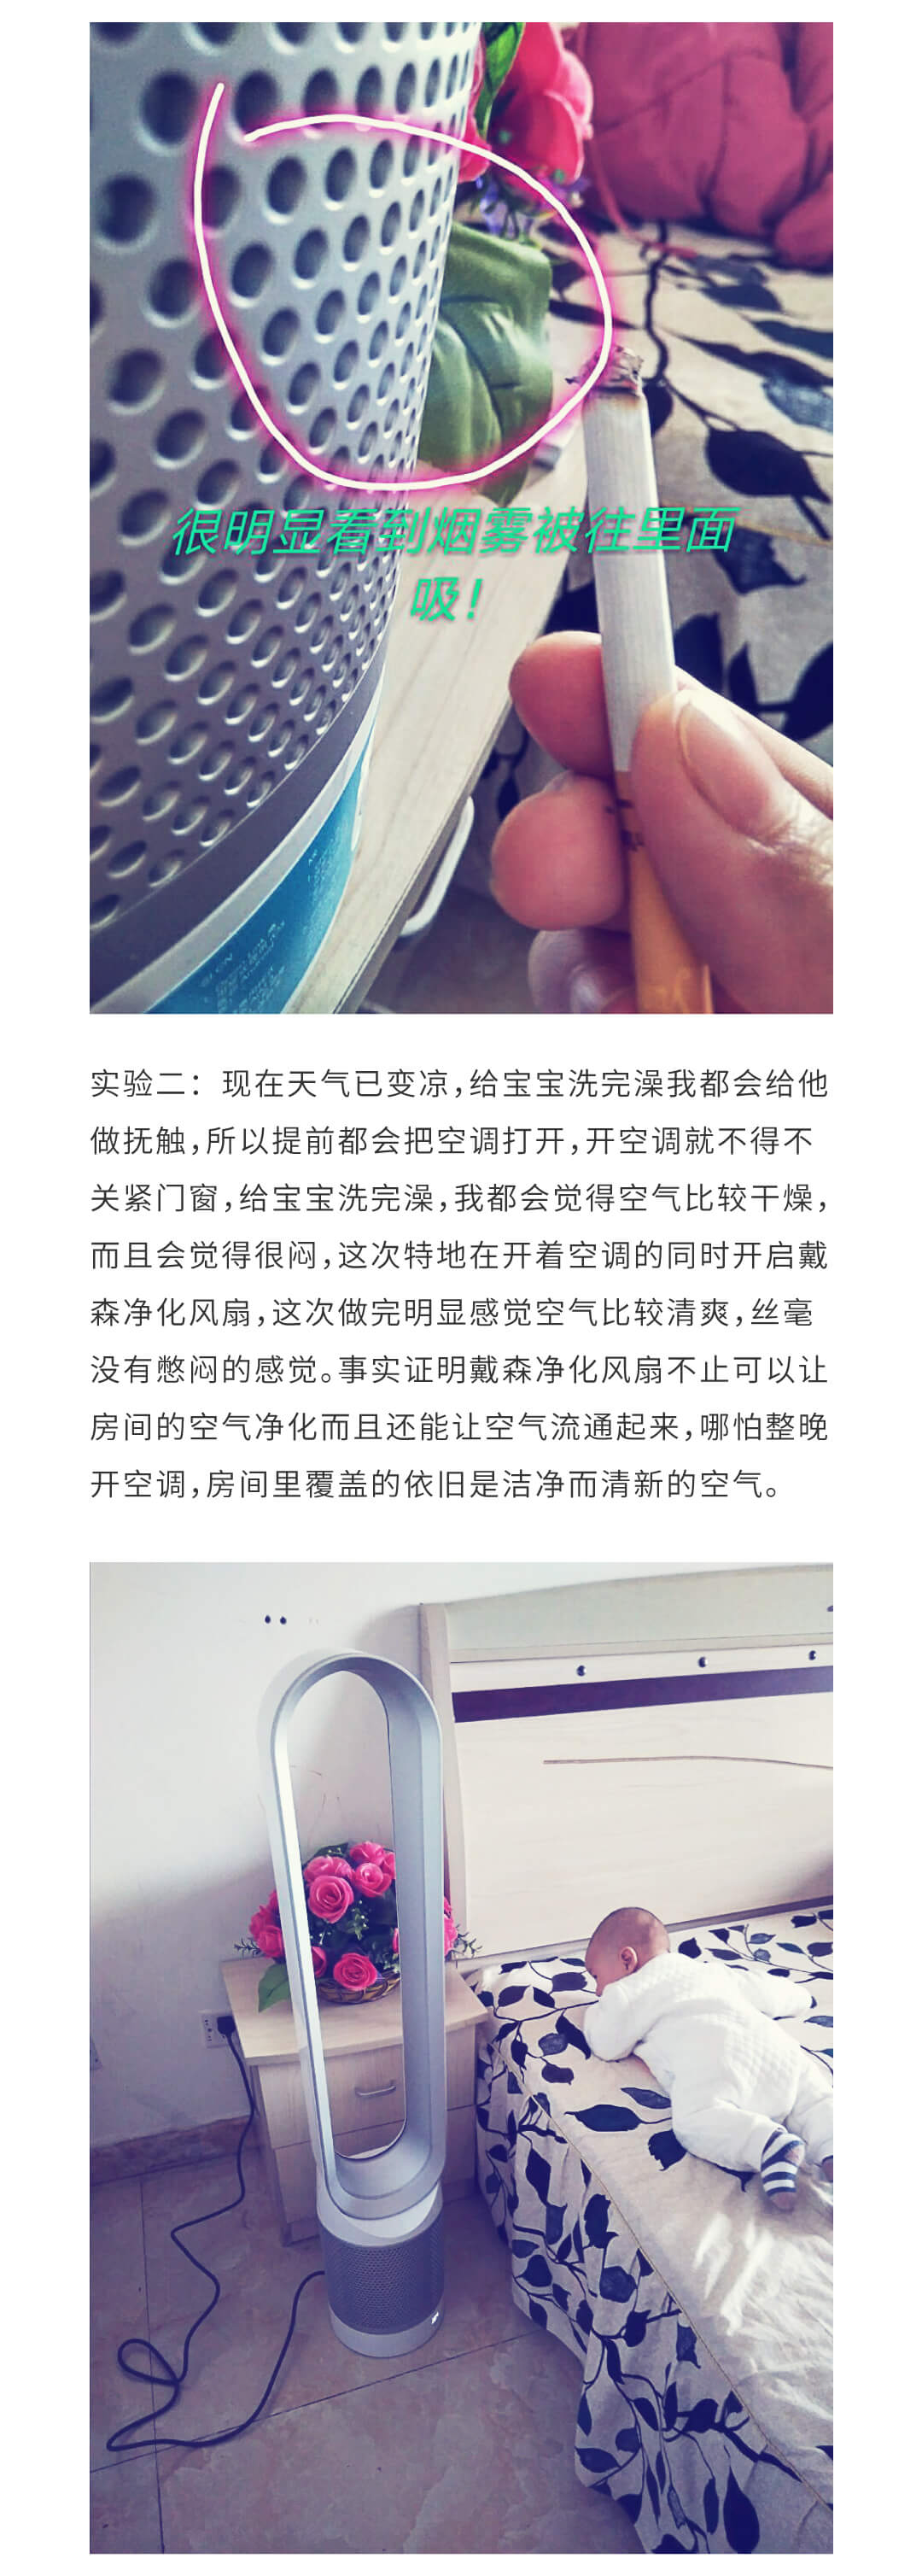 很明显看到烟雾被往里面
吸！
实验二：现在天气已变凉，给宝宝洗完澡我都会给他
做抚触，所以提前都会把空调打开，开空调就不得不
关紧门窗，给宝宝洗完澡，我都会觉得空气比较干燥，
而且会觉得很闷，这次特地在开着空调的同时开启戴
森净化风扇，这次做完明显感觉空气比较清爽，丝毫
没有憋闷的感觉。事实证明戴森净化风扇不止可以让
房间的空气净化而且还能让空气流通起来，哪怕整晚
开空调，房间里覆盖的依旧是洁净而清新的空气。